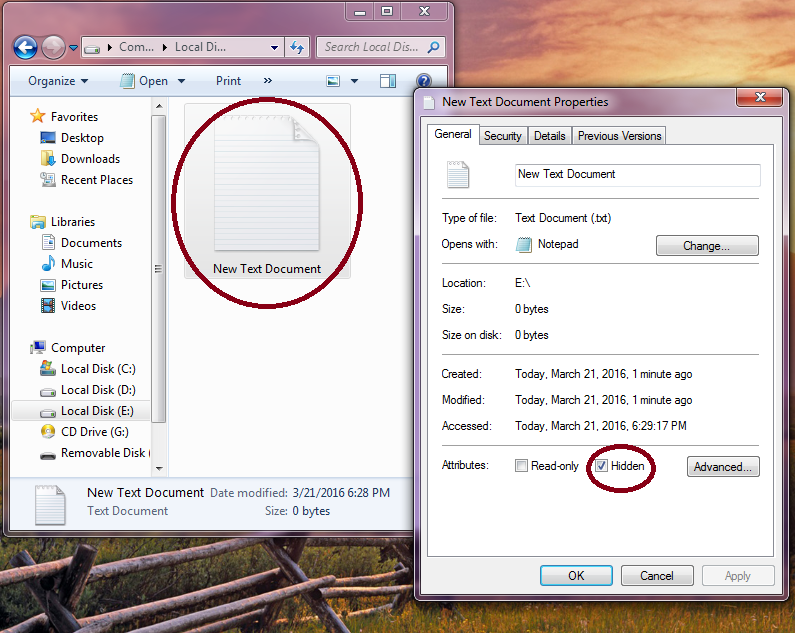 Com... Local Di... Search Local Dis...
Organize Open Print »
Favorites
Desktop
Downloads
Recent Places
Libraries
Documents
Music
Pictures
Videos
Computer
Local Disk (C:)
Local Disk (D:)
Local Disk (E:)
CD Drive (G:)
Removable Disk (
New Text Document
New Text Document Date modified: 3/21/2016 6:28 PM
Text Document Size: 0 bytes
New Text Document Properties
General Security Details Previous Versions
New Text Document
Type of file: Text Document (.txt)
Opens with: Notepad Change...
Location: E:\
Size: 0 bytes
Size on disk: 0 bytes
Created: Today, March 21, 2016, 1 minute ago
Modified: Today, March 21, 2016, 1 minute ago
Accessed: Today, March 21, 2016, 6:29:17 PM
Attributes: Read-only Hidden Advanced...
OK Cancel Apply